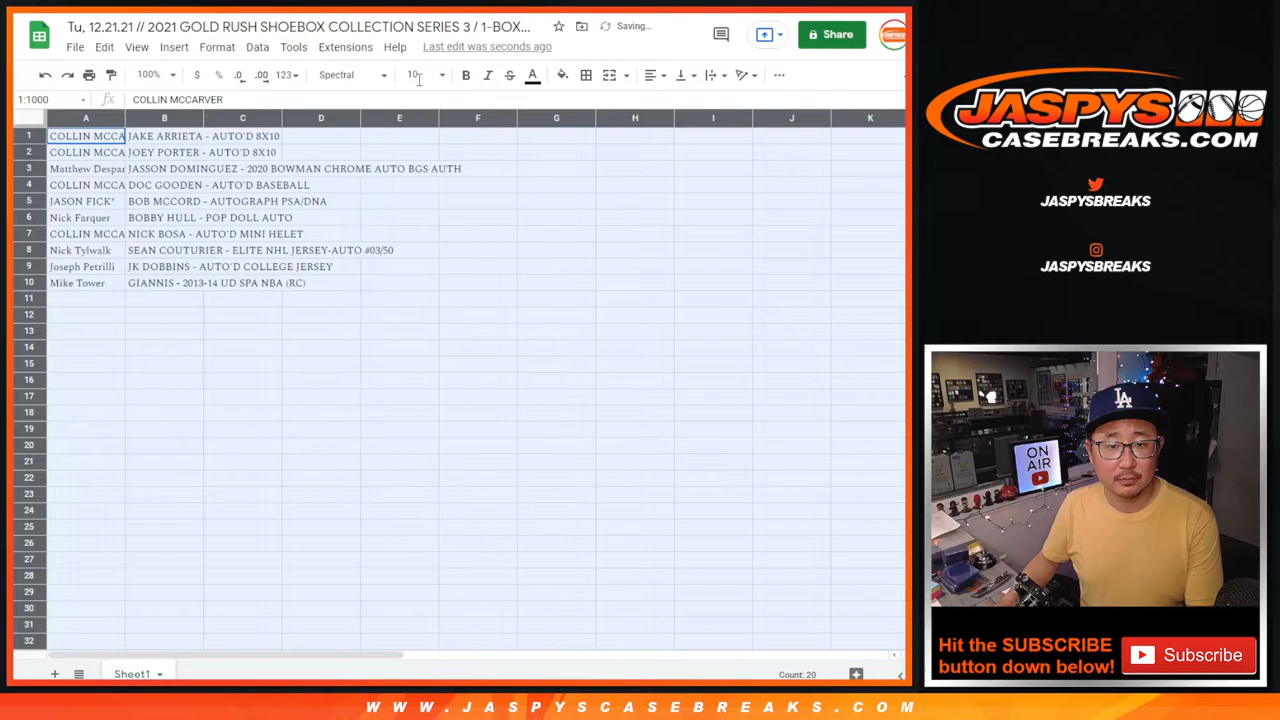 Tu, 12.21.21 // 2021 GOLD RUSH SHOEBOX COLLECTION SERIES 3 / 1-BOX...
Saving...
Share
File Edit View Insert Format Data Tools Extensions Help Last edit was seconds ago
100% $ % .0 .00 123 Spectral 10 B I S A
1:1000 fx COLLIN MCCARVER
A B C D E F G H I J K
1 COLLIN MCCA JAKE ARRIETA - AUTO'D 8X10
2 COLLIN MCCA JOEY PORTER - AUTO'D 8X10
3 Matthew Despar JASSON DOMINGUEZ - 2020 BOWMAN CHROME AUTO BGS AUTH
4 COLLIN MCCA DOC GOODEN - AUTO'D BASEBALL
5 JASON FICK* BOB MCCORD - AUTOGRAPH PSA/DNA
6 Nick Farquer BOBBY HULL - POP DOLL AUTO
7 COLLIN MCCA NICK BOSA - AUTO'D MINI HELET
8 Nick Tylwalk SEAN COUTURIER - ELITE NHL JERSEY-AUTO #03/50
9 Joseph Petrilli JK DOBBINS - AUTO'D COLLEGE JERSEY
10 Mike Tower GIANNIS - 2013-14 UD SPA NBA (RC)
11
12
13
14
15
16
17
18
19
20
21
22
23
24
25
26
27
28
29
30
31
32
Sheet1
Count: 20
JASPYS
CASEBREAKS.COM
JASPYSBREAKS
JASPYSBREAKS
LA
ON
AIR
Hit the SUBSCRIBE
button down below!
Subscribe
WWW.JASPYSCASEBREAKS.COM